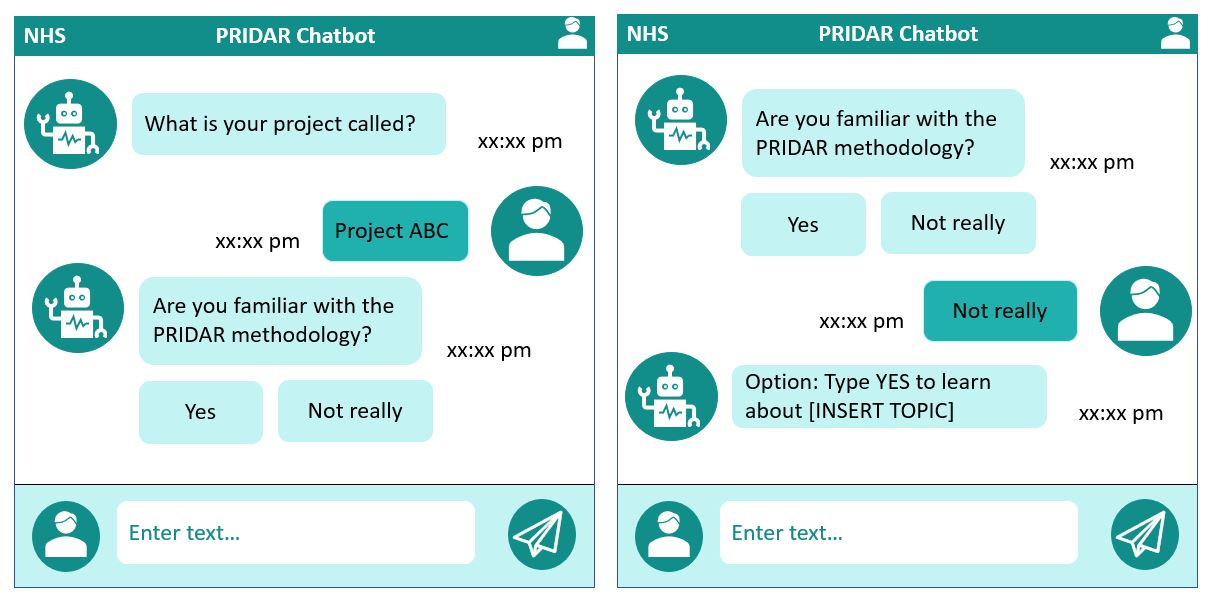 NHS
PRIDAR Chatbot
What is your project called?
xx:xx pm
Project ABC
xx:xx pm
Are you familiar with the
PRIDAR methodology?
xx:xx pm
Yes
Not really
Enter text...
NHS
PRIDAR Chatbot
Are you familiar with the
PRIDAR methodology?
xx:xx pm
Yes
Not really
Not really
xx:xx pm
Option: Type YES to learn
about [INSERT TOPIC]
xx:xx pm
Enter text...